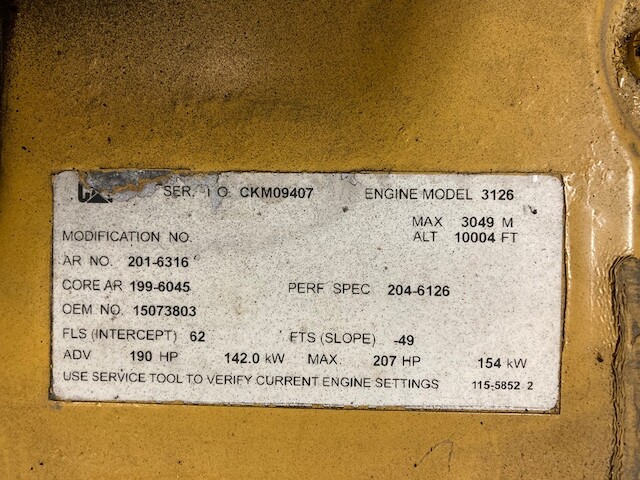 SER. NO. CKM09407 ENGINE MODEL 3126
MAX 3049 M
MODIFICATION NO. ALT 10004 FT
AR NO. 201-6316
CORE AR 199-6045 PERF SPEC 204-6126
OEM NO. 15073803
FLS (INTERCEPT) 62 FTS (SLOPE) -49
ADV 190 HP 142.0 kW MAX. 207 HP 154 kW
USE SERVICE TOOL TO VERIFY CURRENT ENGINE SETTINGS 115-5852 2